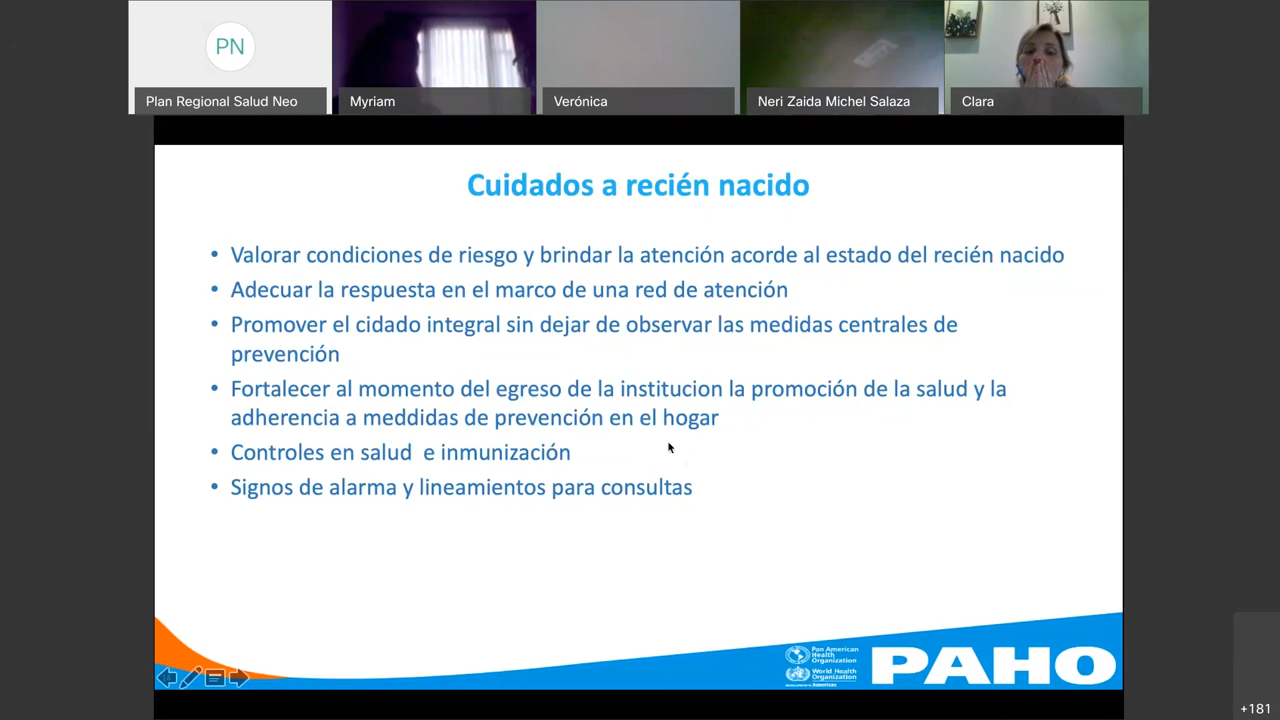 PN
Plan Regional Salud Neo
Myriam
Verónica
Neri Zaida Michel Salaza
Clara
Cuidados a recién nacido
• Valorar condiciones de riesgo y brindar la atención acorde al estado del recién nacido
• Adecuar la respuesta en el marco de una red de atención
• Promover el cidado integral sin dejar de observar las medidas centrales de
prevención
• Fortalecer al momento del egreso de la institucion la promoción de la salud y la
adherencia a meddidas de prevención en el hogar
• Controles en salud e inmunización
• Signos de alarma y lineamientos para consultas
Pan American
Health
Organization
World Health
Organization
Americas
PAHO
+181